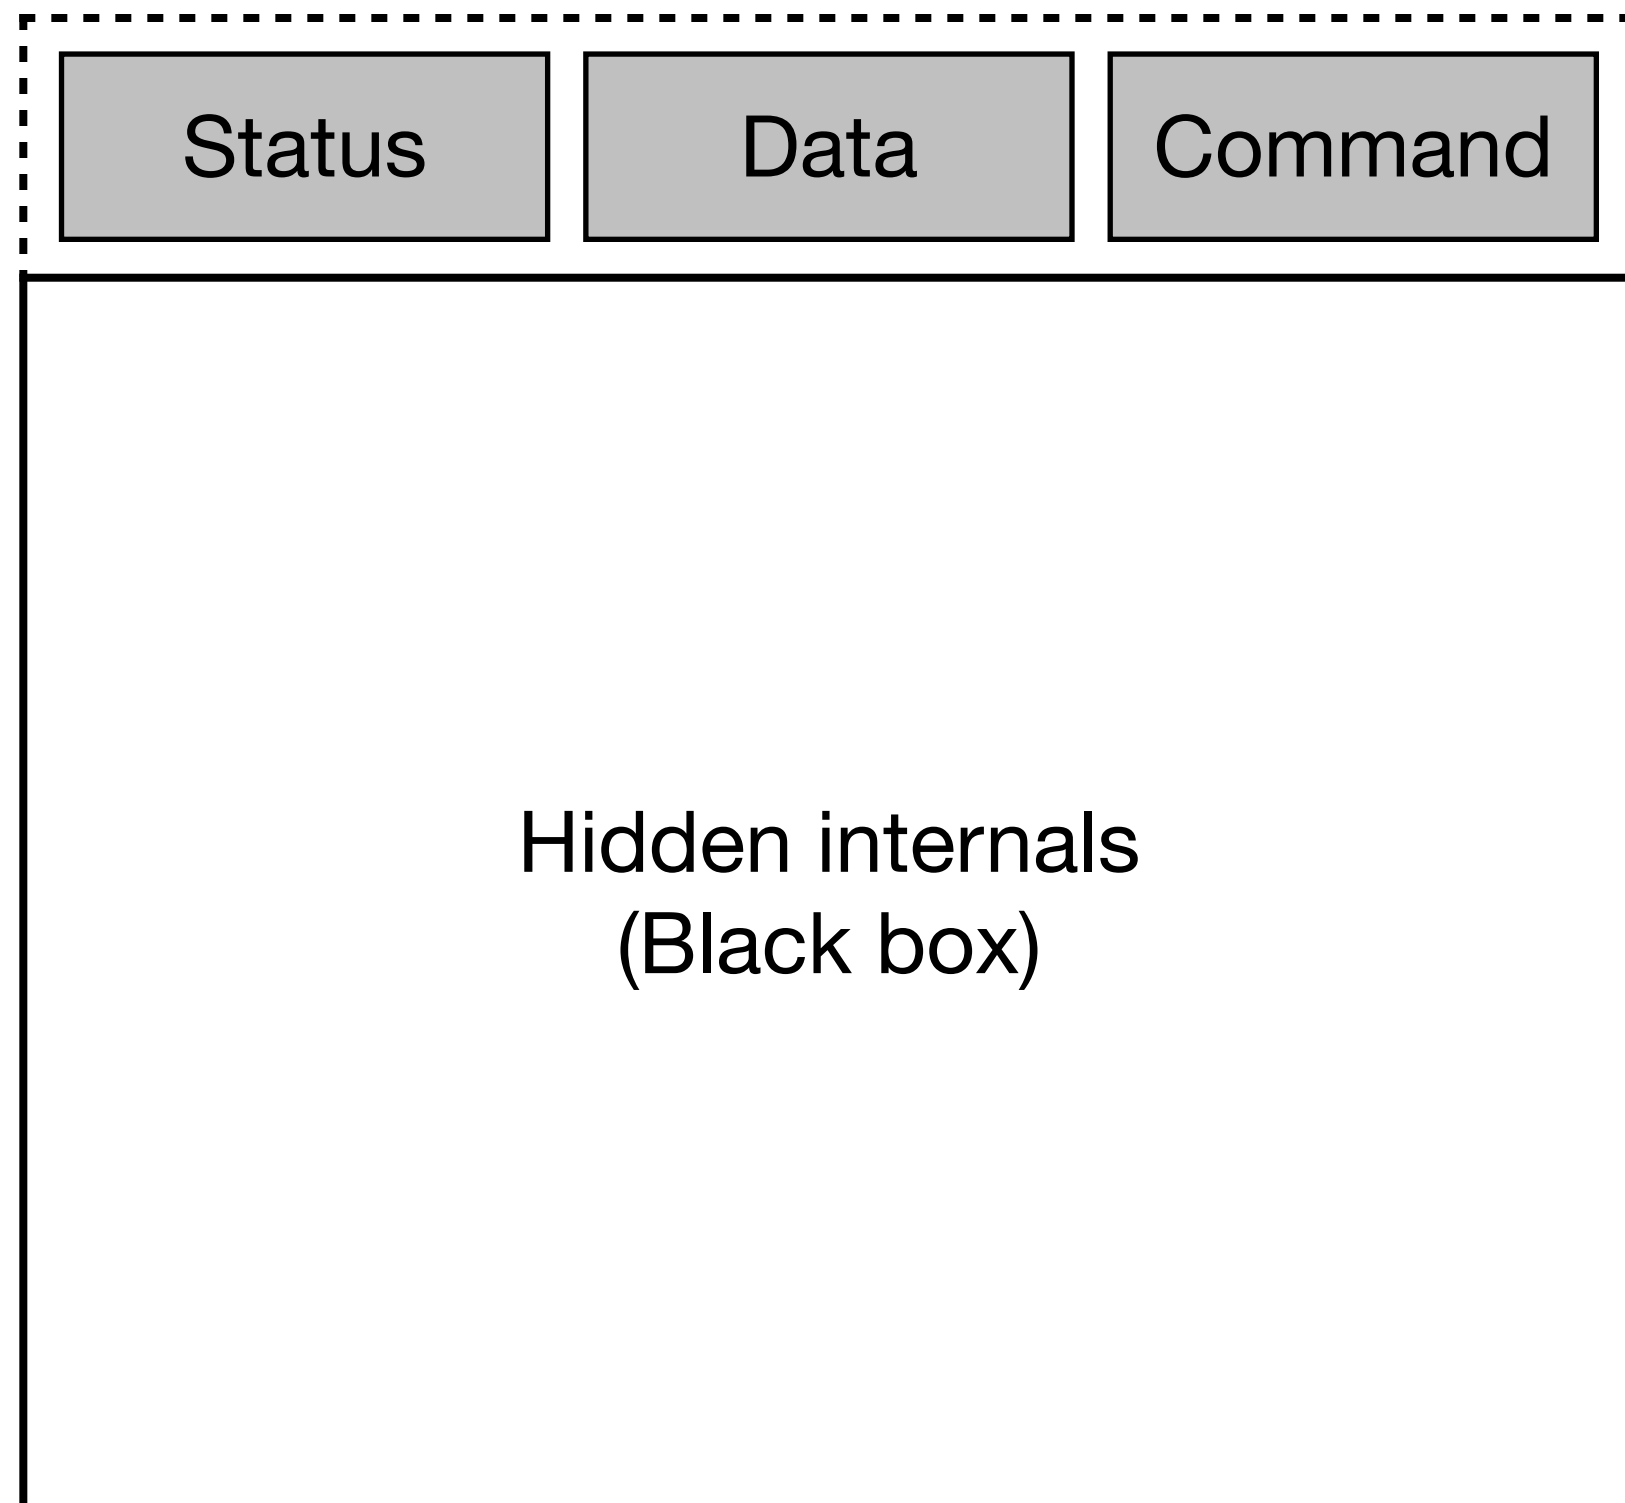 Status Data Command
Hidden internals
(Black box)